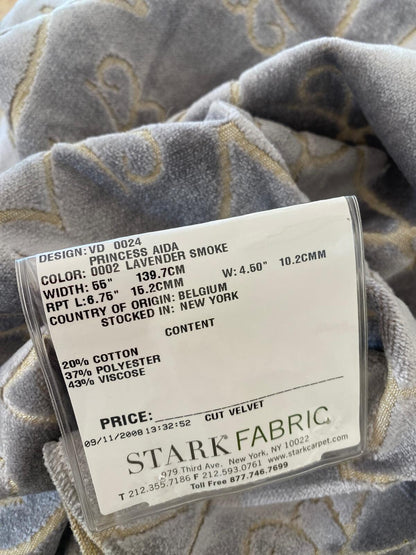 DESIGN: VD 0024
PRINCESS AIDA
COLOR: 0002 LAVENDER SMOKE
WIDTH: 55" 139.7CM
RPT L: 6.75" 15.2CMM W: 4.50" 10.2CMM
COUNTRY OF ORIGIN: BELGIUM
STOCKED IN: NEW YORK
CONTENT
20% COTTON
37% POLYESTER
43% VISCOSE
PRICE:
09/11/2008 13:32:52 CUT VELVET
STARK FABRIC
979 Third Ave. New York, NY 10022
T 212.355.7186 F 212.593.0761 www.starkcarpet.com
Toll Free 877.746.7699